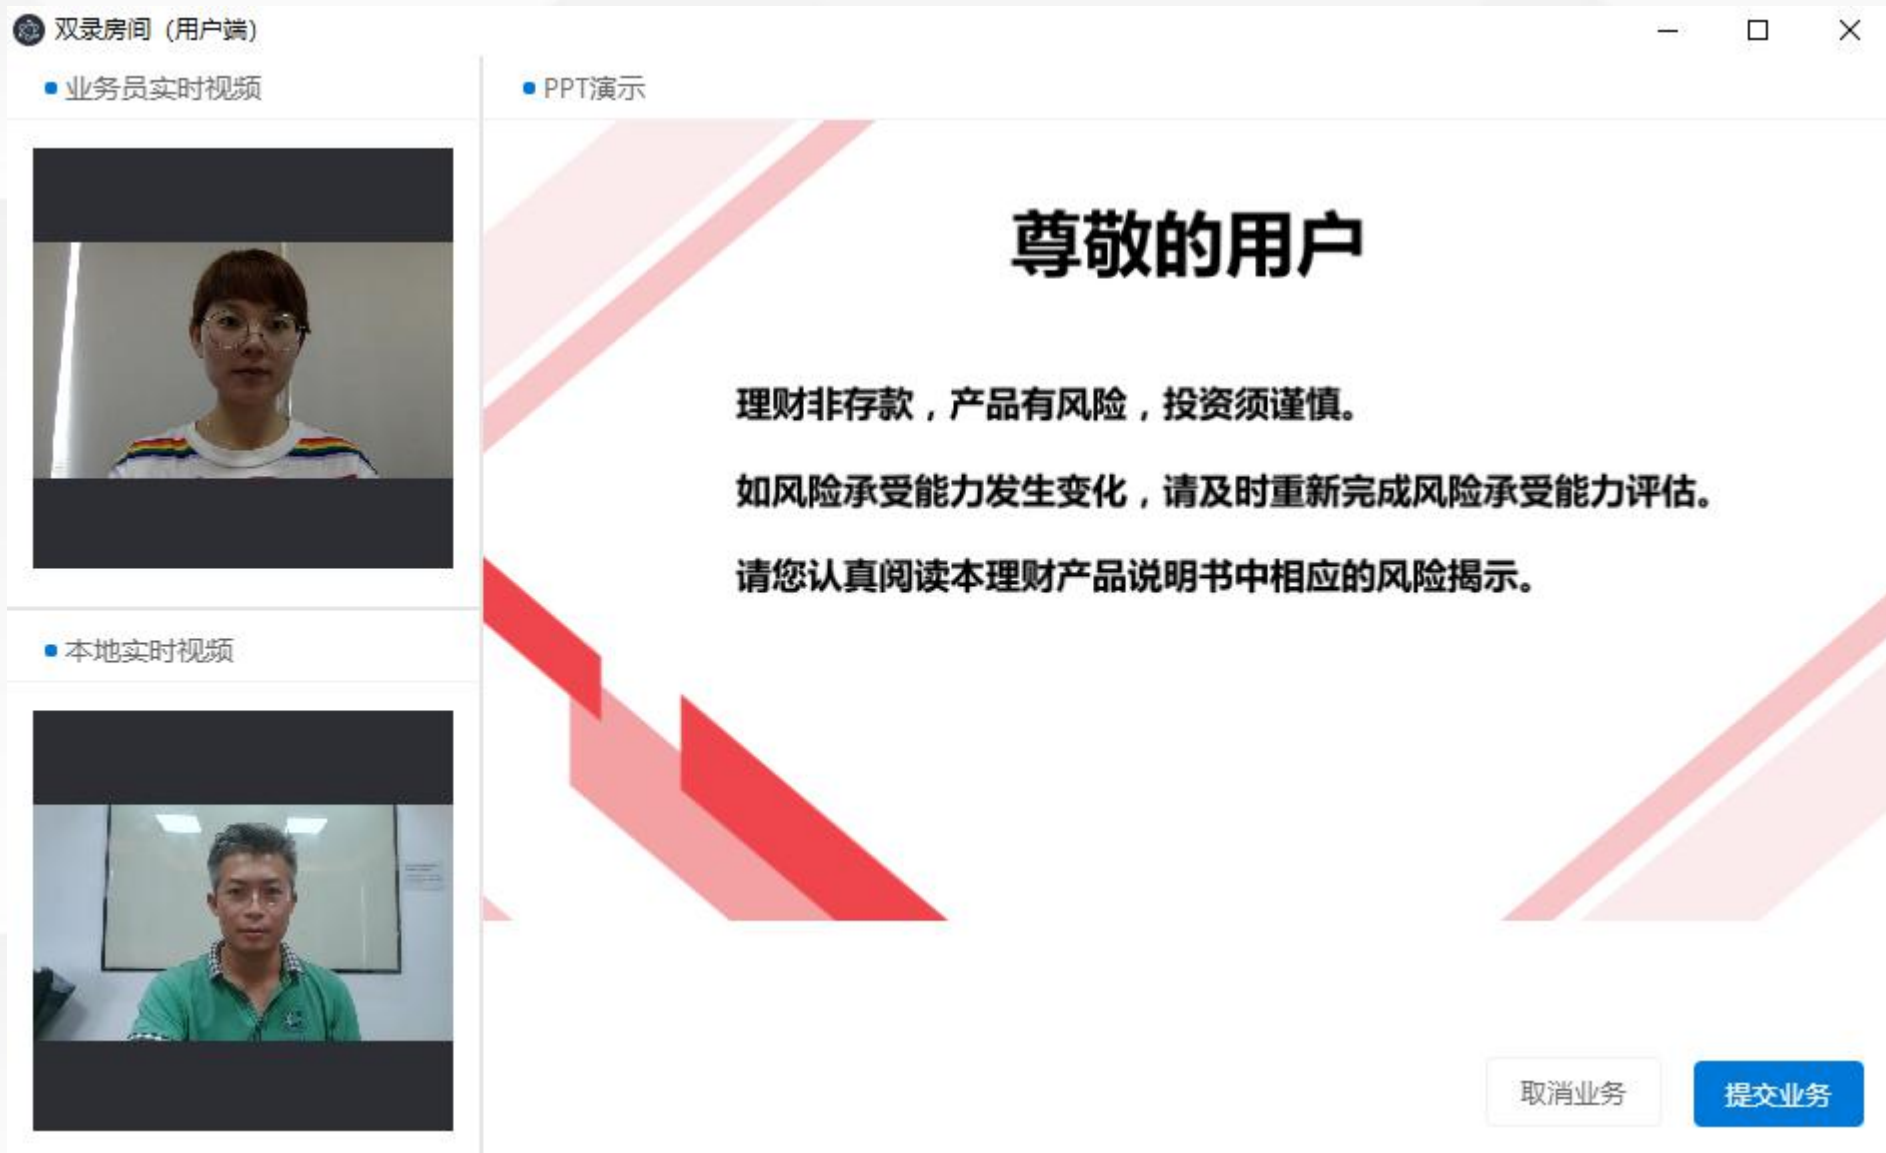 双录房间（用户端）
业务员实时视频
PPT演示
尊敬的用户
理财非存款，产品有风险，投资须谨慎。
如风险承受能力发生变化，请及时重新完成风险承受能力评估。
请您认真阅读本理财产品说明书中相应的风险揭示。
本地实时视频
取消业务
提交业务